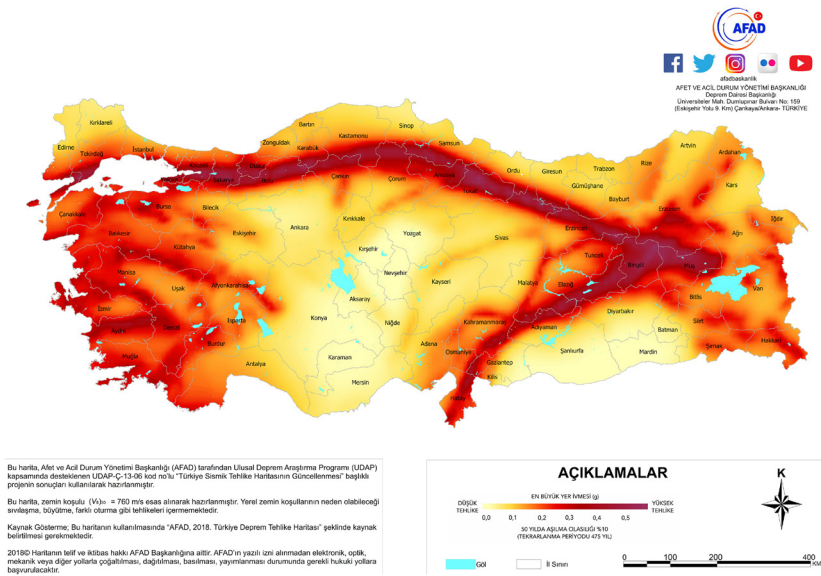 AFAD
afadbaskanlik
AFET VE ACİL DURUM YÖNETİMİ BAŞKANLIĞI
Deprem Dairesi Başkanlığı
Üniversiteler Mah. Dumlupınar Bulvarı No: 159
(Eskişehir Yolu 9. Km) Çankaya/Ankara- TÜRKİYE
Kırklareli
Edirne
Tekirdağ
İstanbul
Kocaeli
Yalova
Sakarya
Düzce
Bolu
Zonguldak
Bartın
Karabük
Kastamonu
Sinop
Samsun
Çankırı
Çorum
Amasya
Tokat
Ordu
Giresun
Trabzon
Rize
Artvin
Ardahan
Kars
Gümüşhane
Bayburt
Erzurum
Iğdır
Ağrı
Çanakkale
Balıkesir
Bursa
Bilecik
Eskişehir
Kütahya
Ankara
Kırıkkale
Kırşehir
Yozgat
Sivas
Erzincan
Tunceli
Bingöl
Muş
Manisa
Uşak
Afyonkarahisar
İzmir
Aydın
Denizli
Isparta
Burdur
Muğla
Antalya
Konya
Aksaray
Nevşehir
Niğde
Kayseri
Karaman
Mersin
Adana
Osmaniye
Kahramanmaraş
Malatya
Elazığ
Adıyaman
Gaziantep
Kilis
Hatay
Şanlıurfa
Diyarbakır
Mardin
Batman
Siirt
Şırnak
Bitlis
Van
Hakkari
Bu harita, Afet ve Acil Durum Yönetimi Başkanlığı (AFAD) tarafından Ulusal Deprem Araştırma Programı (UDAP)
kapsamında desteklenen UDAP-Ç-13-06 kod no'lu "Türkiye Sismik Tehlike Haritasının Güncellenmesi" başlıklı
projenin sonuçları kullanılarak hazırlanmıştır.
Bu harita, zemin koşulu (Vs)30 = 760 m/s esas alınarak hazırlanmıştır. Yerel zemin koşullarının neden olabileceği
sıvılaşma, büyütme, farklı oturma gibi tehlikeleri içermemektedir.
Kaynak Gösterme; Bu haritanın kullanılmasında "AFAD, 2018. Türkiye Deprem Tehlike Haritası" şeklinde kaynak
belirtilmesi gerekmektedir.
2018© Haritanın telif ve iktibas hakkı AFAD Başkanlığına aittir. AFAD'ın yazılı izni alınmadan elektronik, optik,
mekanik veya diğer yollarla çoğaltılması, dağıtılması, basılması, yayımlanması durumunda gerekli hukuki yollara
başvurulacaktır.
AÇIKLAMALAR
EN BÜYÜK YER İVMESİ (g)
DÜŞÜK TEHLİKE
YÜKSEK TEHLİKE
0,0 0,1 0,2 0,3 0,4 0,5
50 YILDA AŞILMA OLASILIĞI %10
(TEKRARLANMA PERİYODU 475 YIL)
Göl
İl Sınırı
K
0 100 200 300 400
KM